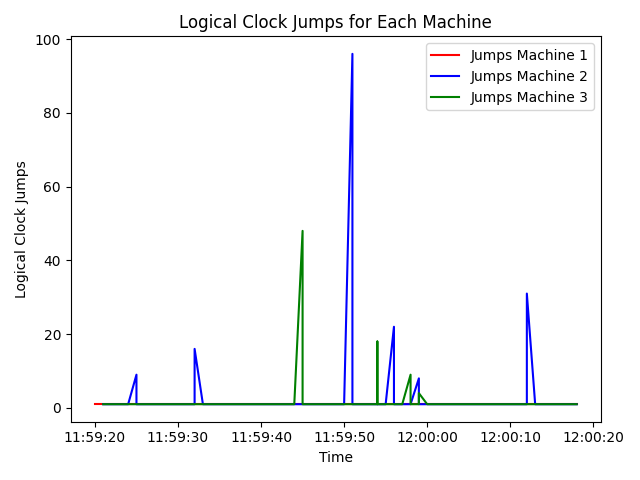 Logical Clock Jumps for Each Machine
100
80
60
40
20
0
Logical Clock Jumps
Jumps Machine 1
Jumps Machine 2
Jumps Machine 3
11:59:20 11:59:30 11:59:40 11:59:50 12:00:00 12:00:10 12:00:20
Time